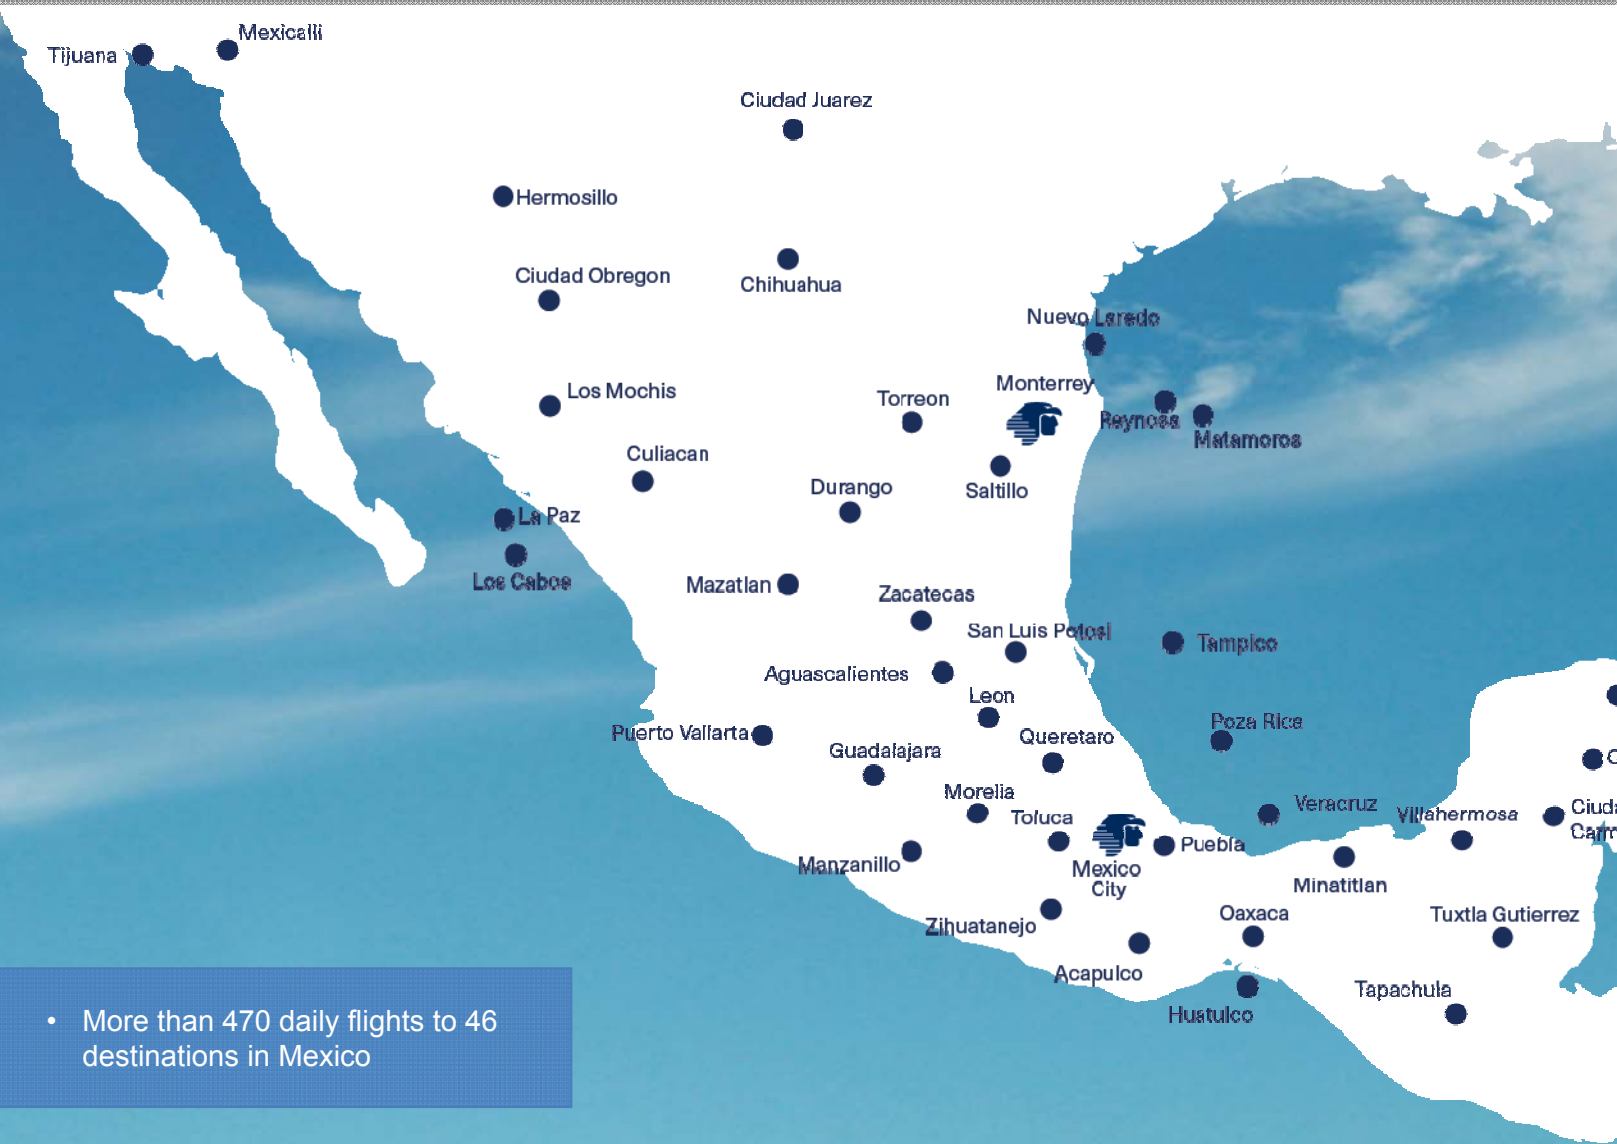 Mexicalli
Tijuana
Ciudad Juarez
Hermosillo
Ciudad Obregon
Chihuahua
Nuevo Laredo
Los Mochis
Torreon
Monterrey
Reynosa
Matamoros
Culiacan
Durango
Saltillo
La Paz
Los Cabos
Mazatlan
Zacatecas
San Luis Potosi
Tampico
Aguascalientes
Leon
Puerto Vallarta
Guadalajara
Queretaro
Poza Rica
Morelia
Toluca
Veracruz
Villahermosa
Manzanillo
Mexico
City
Puebla
Minatitlan
Zihuatanejo
Oaxaca
Tuxtla Gutierrez
Acapulco
Huatulco
Tapachula
• More than 470 daily flights to 46
destinations in Mexico